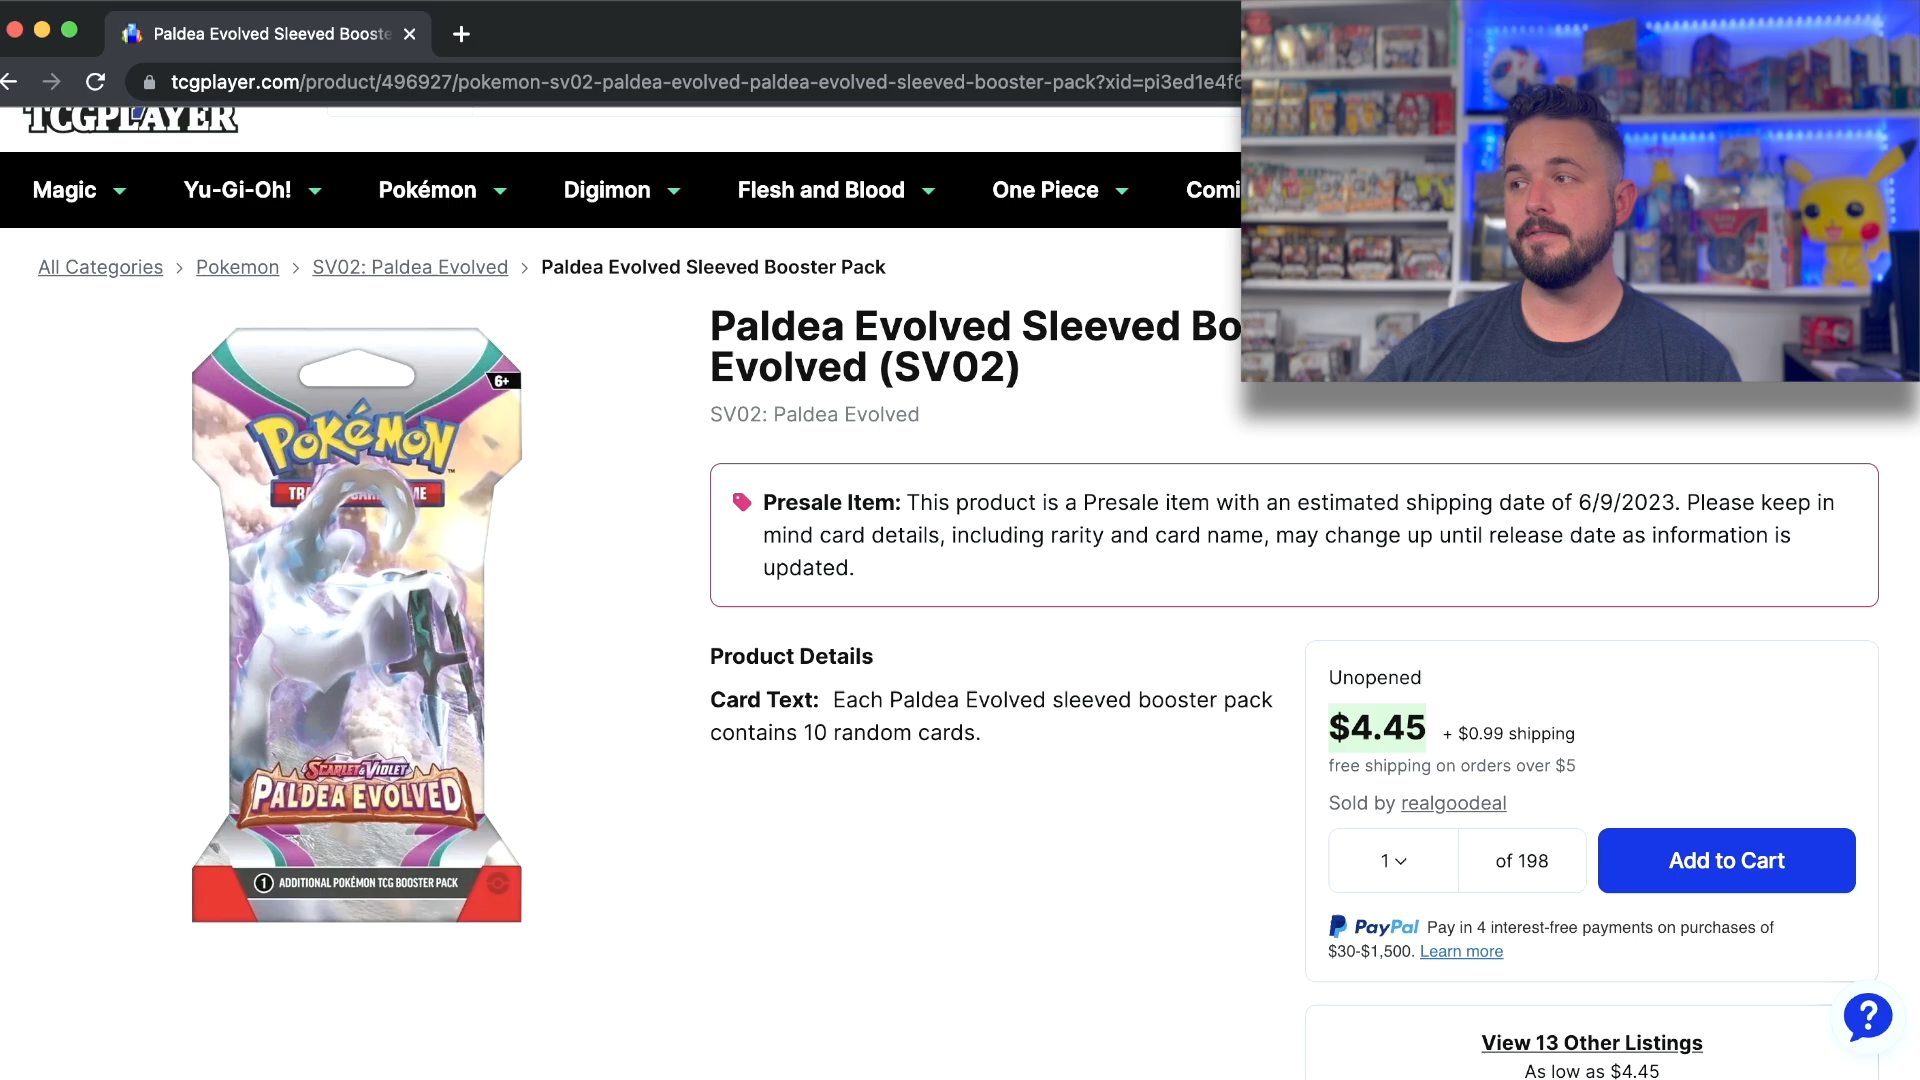 Paldea Evolved Sleeved Booste
tcgplayer.com/product/496927/pokemon-sv02-paldea-evolved-paldea-evolved-sleeved-booster-pack?xid=pi3ed1e4f6
TCGPLAYER
Magic Yu-Gi-Oh! Pokémon Digimon Flesh and Blood One Piece Comi
All Categories > Pokemon > SV02: Paldea Evolved > Paldea Evolved Sleeved Booster Pack
Paldea Evolved Sleeved Bo
Evolved (SV02)
SV02: Paldea Evolved
6+
POKéMON
SCARLET & VIOLET
PALDEA EVOLVED
1 ADDITIONAL POKÉMON TCG BOOSTER PACK
Presale Item: This product is a Presale item with an estimated shipping date of 6/9/2023. Please keep in
mind card details, including rarity and card name, may change up until release date as information is
updated.
Product Details
Card Text: Each Paldea Evolved sleeved booster pack
contains 10 random cards.
Unopened
$4.45 + $0.99 shipping
free shipping on orders over $5
Sold by realgoodeal
1 of 198 Add to Cart
PayPal Pay in 4 interest-free payments on purchases of
$30-$1,500. Learn more
View 13 Other Listings
As low as $4.45
?